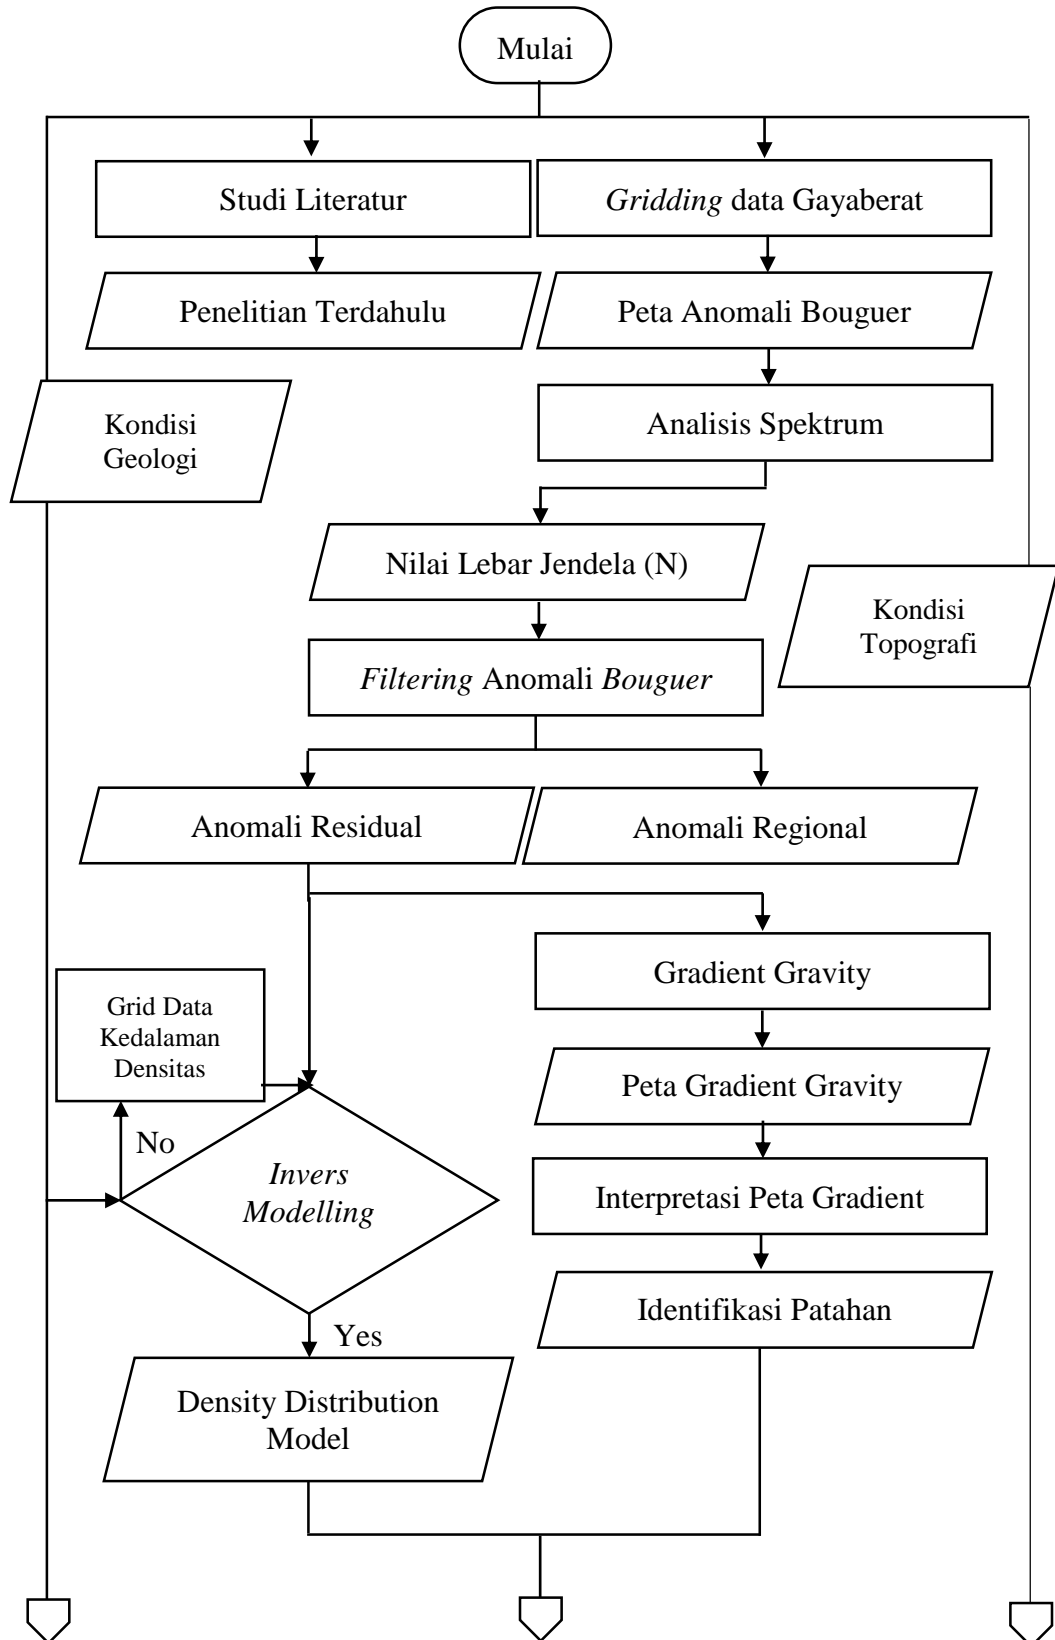 Mulai
Studi Literatur
Gridding data Gayaberat
Penelitian Terdahulu
Peta Anomali Bouguer
Kondisi
Geologi
Analisis Spektrum
Nilai Lebar Jendela (N)
Kondisi
Topografi
Filtering Anomali Bouguer
Anomali Residual
Anomali Regional
Gradient Gravity
Grid Data
Kedalaman
Densitas
Peta Gradient Gravity
No
Invers
Modelling
Interpretasi Peta Gradient
Identifikasi Patahan
Yes
Density Distribution
Model